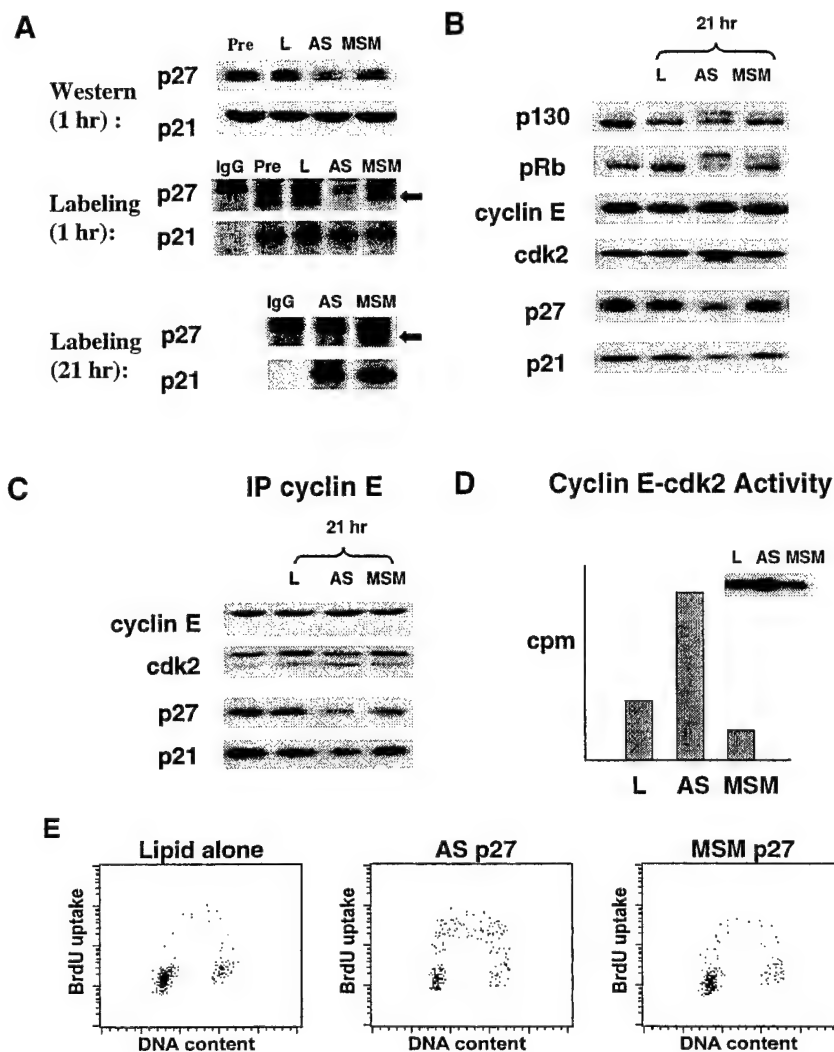 A
Pre L AS MSM
Western
(1 hr) :
p27
p21
IgG Pre L AS MSM
Labeling
(1 hr):
p27
p21
IgG AS MSM
Labeling
(21 hr):
p27
p21
B
21 hr
L AS MSM
p130
pRb
cyclin E
cdk2
p27
p21
C
IP cyclin E
21 hr
L AS MSM
cyclin E
cdk2
p27
p21
D
Cyclin E-cdk2 Activity
L AS MSM
cpm
L AS MSM
E
Lipid alone
BrdU uptake
DNA content
AS p27
BrdU uptake
DNA content
MSM p27
BrdU uptake
DNA content